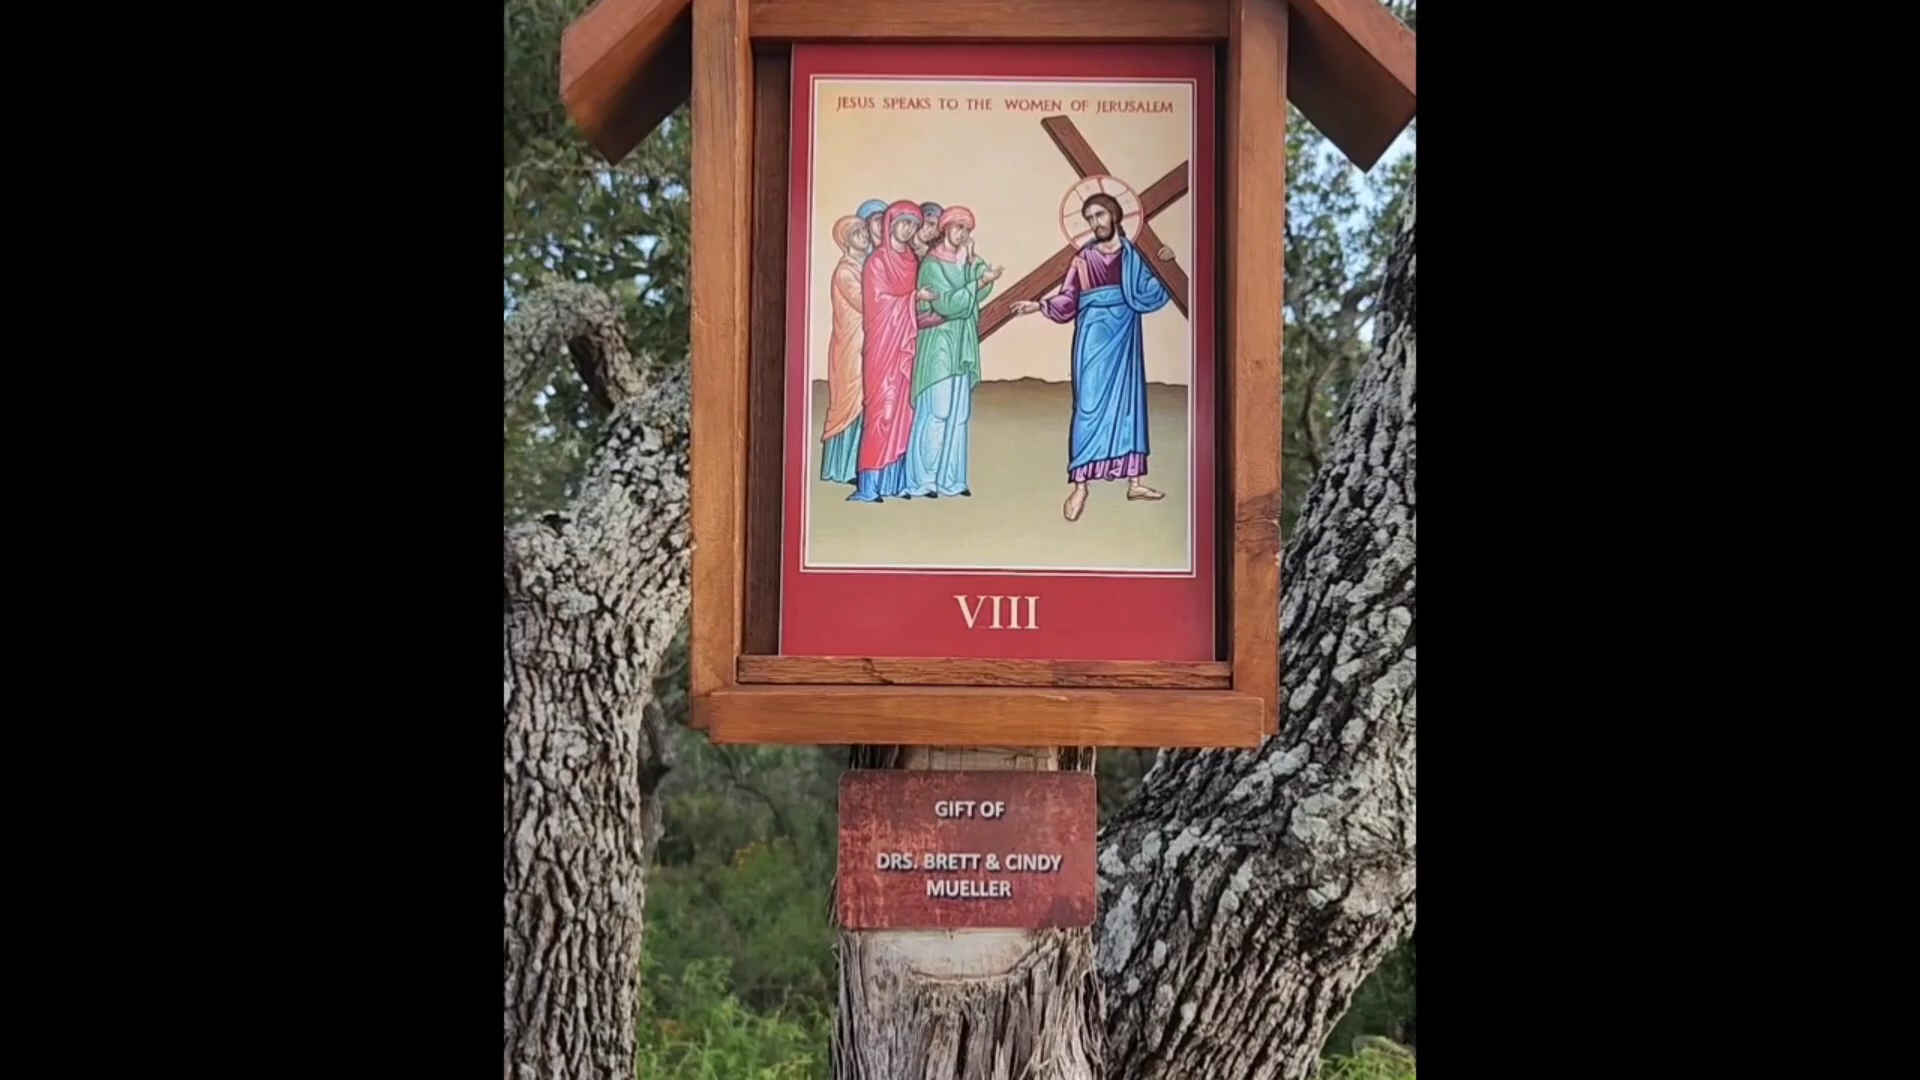 JESUS SPEAKS TO THE WOMEN OF JERUSALEM
VIII
GIFT OF
DRS. BRETT & CINDY
MUELLER